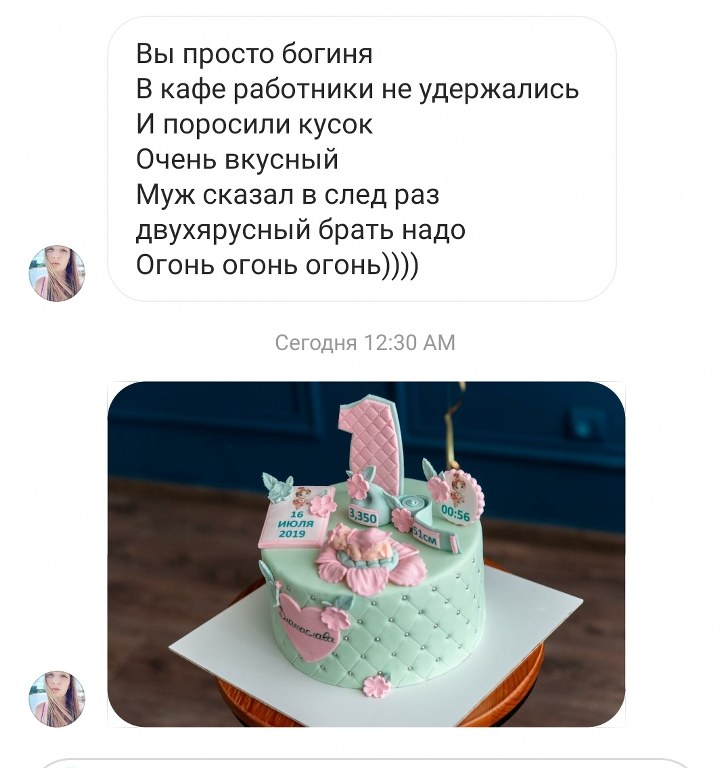 Вы просто богиня
В кафе работники не удержались
И поросили кусок
Очень вкусный
Муж сказал в след раз
двухярусный брать надо
Огонь огонь огонь))))
Сегодня 12:30 AM
1
16
ИЮЛЯ
2019
3,350
51см
00:56